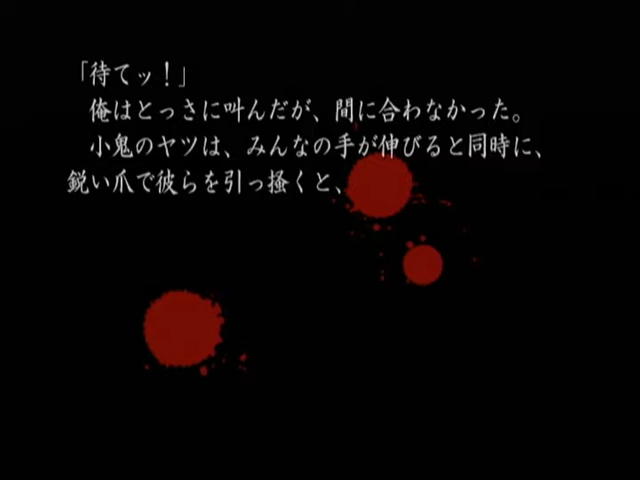 「待てッ！」
俺はとっさに叫んだが、間に合わなかった。
小鬼のヤツは、みんなの手が伸びると同時に、
鋭い爪で彼らを引っ掻くと、